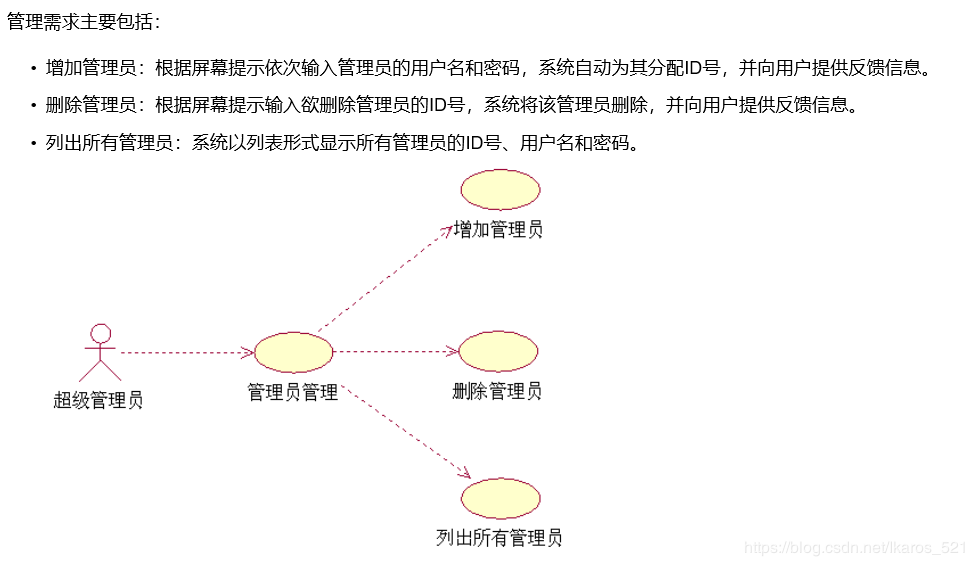 管理需求主要包括：
• 增加管理员：根据屏幕提示依次输入管理员的用户名和密码，系统自动为其分配ID号，并向用户提供反馈信息。
• 删除管理员：根据屏幕提示输入欲删除管理员的ID号，系统将该管理员删除，并向用户提供反馈信息。
• 列出所有管理员：系统以列表形式显示所有管理员的ID号、用户名和密码。
增加管理员
超级管理员
管理员管理
删除管理员
列出所有管理员
https://blog.csdn.net/Ikaros_521